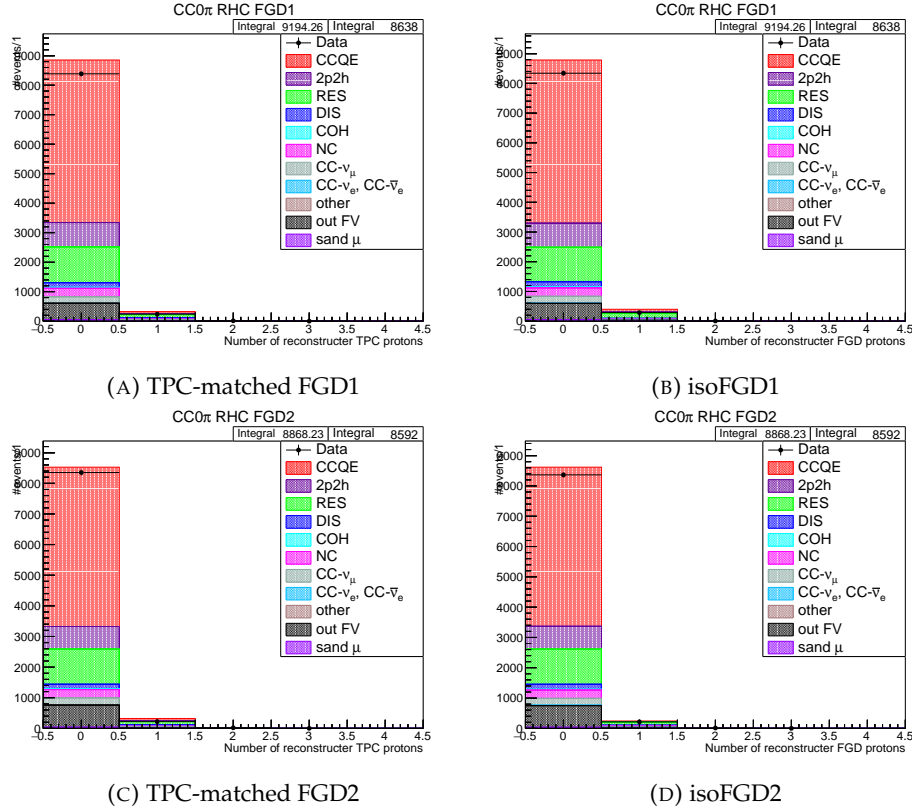 CC0π RHC FGD1
Integral 9194.26 Integral 8638
#events/1
8000
7000
6000
5000
4000
3000
2000
1000
0
Data
CCQE
2p2h
RES
DIS
COH
NC
CC-νμ
CC-νe, CC-ν̅e
other
out FV
sand μ
−0.5 0 0.5 1 1.5 2 2.5 3 3.5 4 4.5
Number of reconstructer TPC protons
(A) TPC-matched FGD1
CC0π RHC FGD1
Integral 9194.26 Integral 8638
#events/1
8000
7000
6000
5000
4000
3000
2000
1000
0
Data
CCQE
2p2h
RES
DIS
COH
NC
CC-νμ
CC-νe, CC-ν̅e
other
out FV
sand μ
−0.5 0 0.5 1 1.5 2 2.5 3 3.5 4 4.5
Number of reconstructer FGD protons
(B) isoFGD1
CC0π RHC FGD2
Integral 8868.23 Integral 8592
#events/1
8000
7000
6000
5000
4000
3000
2000
1000
0
Data
CCQE
2p2h
RES
DIS
COH
NC
CC-νμ
CC-νe, CC-ν̅e
other
out FV
sand μ
−0.5 0 0.5 1 1.5 2 2.5 3 3.5 4 4.5
Number of reconstructer TPC protons
(C) TPC-matched FGD2
CC0π RHC FGD2
Integral 8868.23 Integral 8592
#events/1
9000
8000
7000
6000
5000
4000
3000
2000
1000
0
Data
CCQE
2p2h
RES
DIS
COH
NC
CC-νμ
CC-νe, CC-ν̅e
other
out FV
sand μ
−0.5 0 0.5 1 1.5 2 2.5 3 3.5 4 4.5
Number of reconstructer FGD protons
(D) isoFGD2